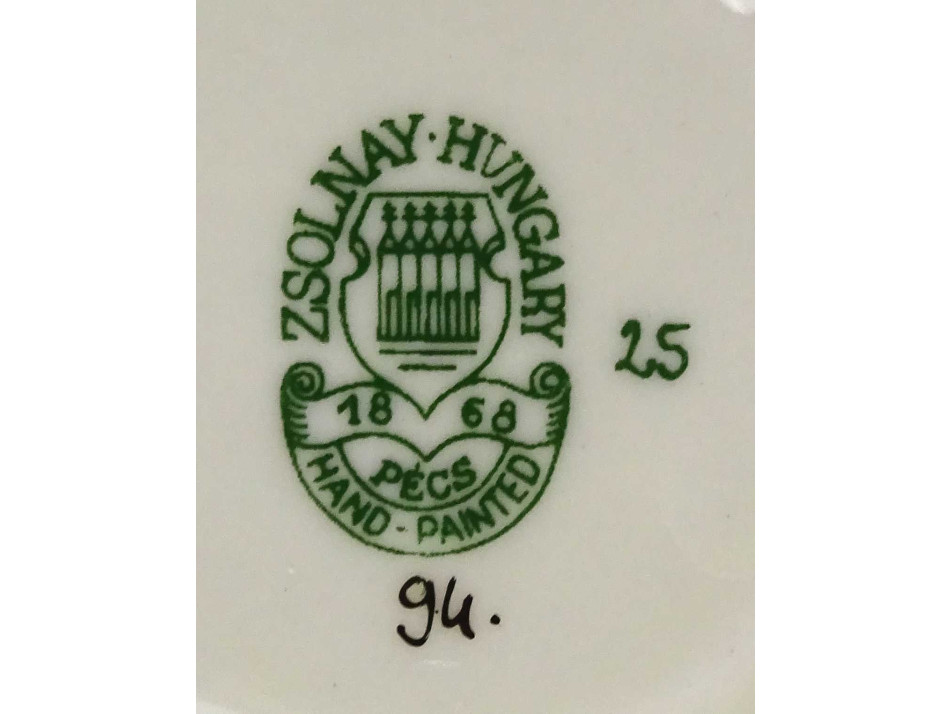 ZSOLNAY · HUNGARY
25
18 68
PÉCS
HAND-PAINTED
94.